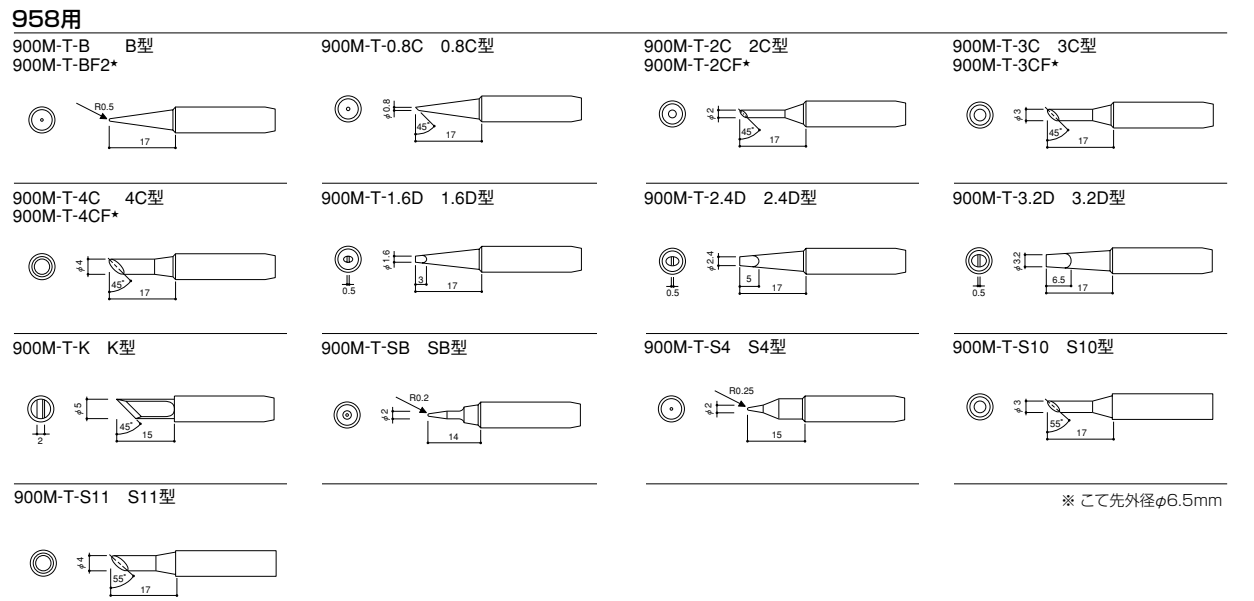 958用
900M-T-B B型
900M-T-BF2★
R0.5
17
900M-T-0.8C 0.8C型
φ0.8
45°
17
900M-T-2C 2C型
900M-T-2CF★
φ2
45°
17
900M-T-3C 3C型
900M-T-3CF★
φ3
45°
17
900M-T-4C 4C型
900M-T-4CF★
φ4
45°
17
900M-T-1.6D 1.6D型
φ1.6
0.5
3
17
900M-T-2.4D 2.4D型
φ2.4
0.5
5
17
900M-T-3.2D 3.2D型
φ3.2
0.5
6.5
17
900M-T-K K型
φ5
2
45°
15
900M-T-SB SB型
R0.2
φ2
14
900M-T-S4 S4型
R0.25
φ2
15
900M-T-S10 S10型
φ3
55°
17
900M-T-S11 S11型
φ4
55°
17
※ こて先外径φ6.5mm